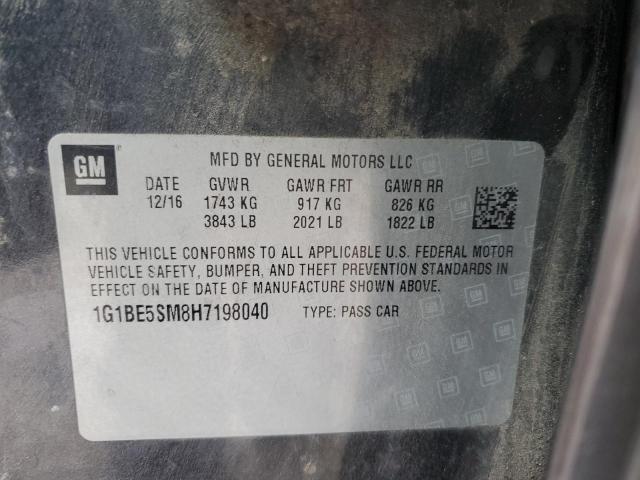 GM
MFD BY GENERAL MOTORS LLC
DATE GVWR GAWR FRT GAWR RR
12/16 1743 KG 917 KG 826 KG
3843 LB 2021 LB 1822 LB
THIS VEHICLE CONFORMS TO ALL APPLICABLE U.S. FEDERAL MOTOR
VEHICLE SAFETY, BUMPER, AND THEFT PREVENTION STANDARDS IN
EFFECT ON THE DATE OF MANUFACTURE SHOWN ABOVE.
1G1BE5SM8H7198040 TYPE: PASS CAR